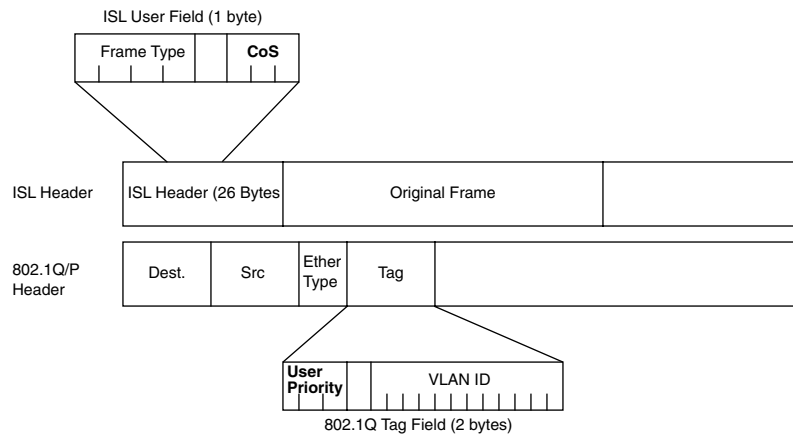 ISL User Field (1 byte)
Frame Type
CoS
ISL Header
ISL Header (26 Bytes
Original Frame
802.1Q/P
Header
Dest.
Src
Ether
Type
Tag
User
Priority
VLAN ID
802.1Q Tag Field (2 bytes)